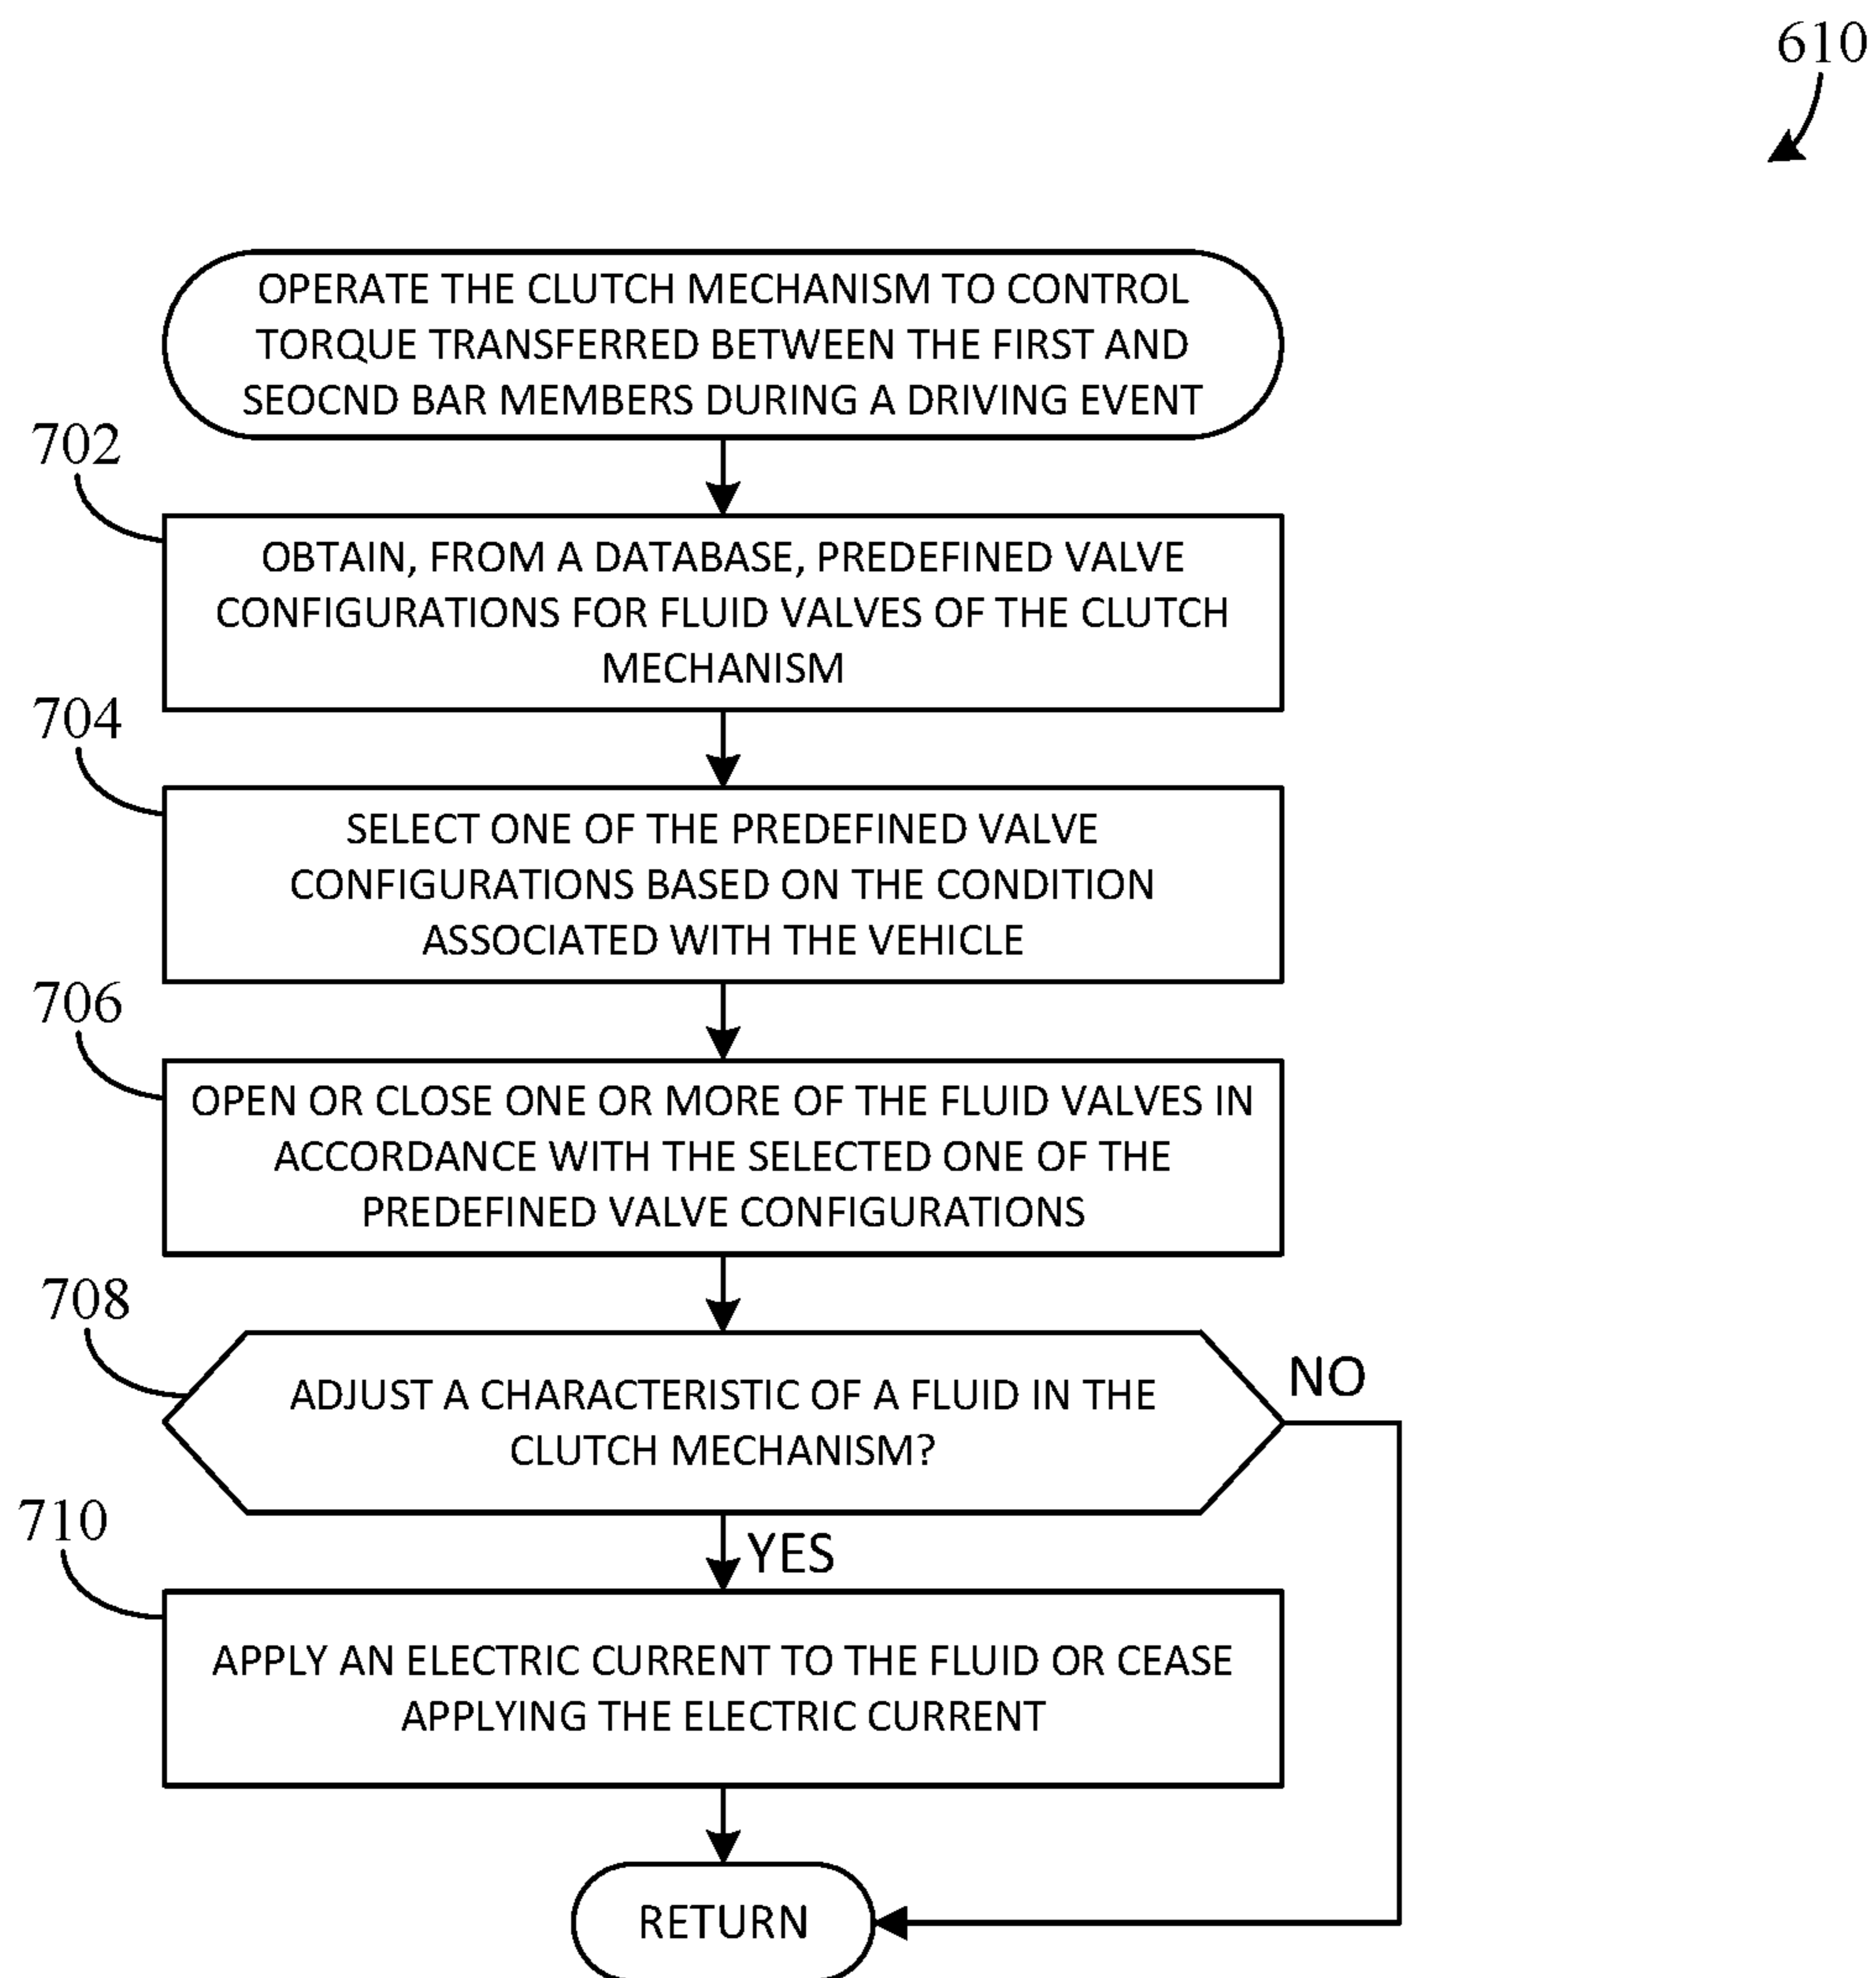 610
OPERATE THE CLUTCH MECHANISM TO CONTROL
TORQUE TRANSFERRED BETWEEN THE FIRST AND
SEOCND BAR MEMBERS DURING A DRIVING EVENT
702
OBTAIN, FROM A DATABASE, PREDEFINED VALVE
CONFIGURATIONS FOR FLUID VALVES OF THE CLUTCH
MECHANISM
704
SELECT ONE OF THE PREDEFINED VALVE
CONFIGURATIONS BASED ON THE CONDITION
ASSOCIATED WITH THE VEHICLE
706
OPEN OR CLOSE ONE OR MORE OF THE FLUID VALVES IN
ACCORDANCE WITH THE SELECTED ONE OF THE
PREDEFINED VALVE CONFIGURATIONS
708
ADJUST A CHARACTERISTIC OF A FLUID IN THE
CLUTCH MECHANISM?
NO
YES
710
APPLY AN ELECTRIC CURRENT TO THE FLUID OR CEASE
APPLYING THE ELECTRIC CURRENT
RETURN